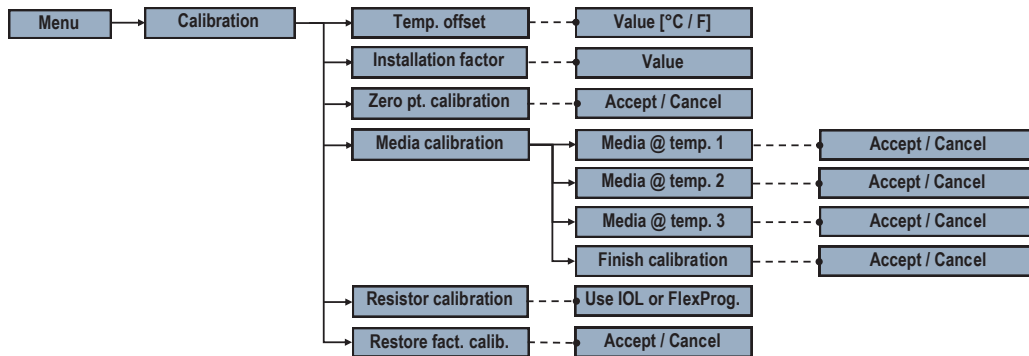 Menu
Calibration
Temp. offset
Value [°C / F]
Installation factor
Value
Zero pt. calibration
Accept / Cancel
Media calibration
Media @ temp. 1
Accept / Cancel
Media @ temp. 2
Accept / Cancel
Media @ temp. 3
Accept / Cancel
Finish calibration
Accept / Cancel
Resistor calibration
Use IOL or FlexProg.
Restore fact. calib.
Accept / Cancel